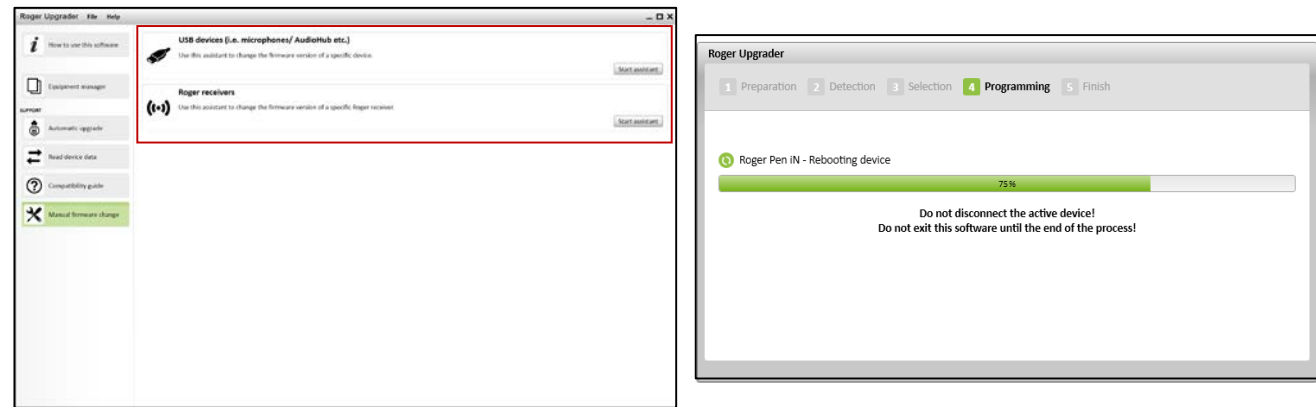 Roger Upgrader File Help
How to use this software
Equipment manager
SUPPORT
Automatic upgrade
Read device data
Compatibility guide
Manual firmware change
USB devices (i.e. microphones/ AudioHub etc.)
Use this assistant to change the firmware version of a specific device.
Start assistant
Roger receivers
Use this assistant to change the firmware version of a specific Roger receiver.
Start assistant
Roger Upgrader
1 Preparation 2 Detection 3 Selection 4 Programming 5 Finish
Roger Pen iN - Rebooting device
75%
Do not disconnect the active device!
Do not exit this software until the end of the process!